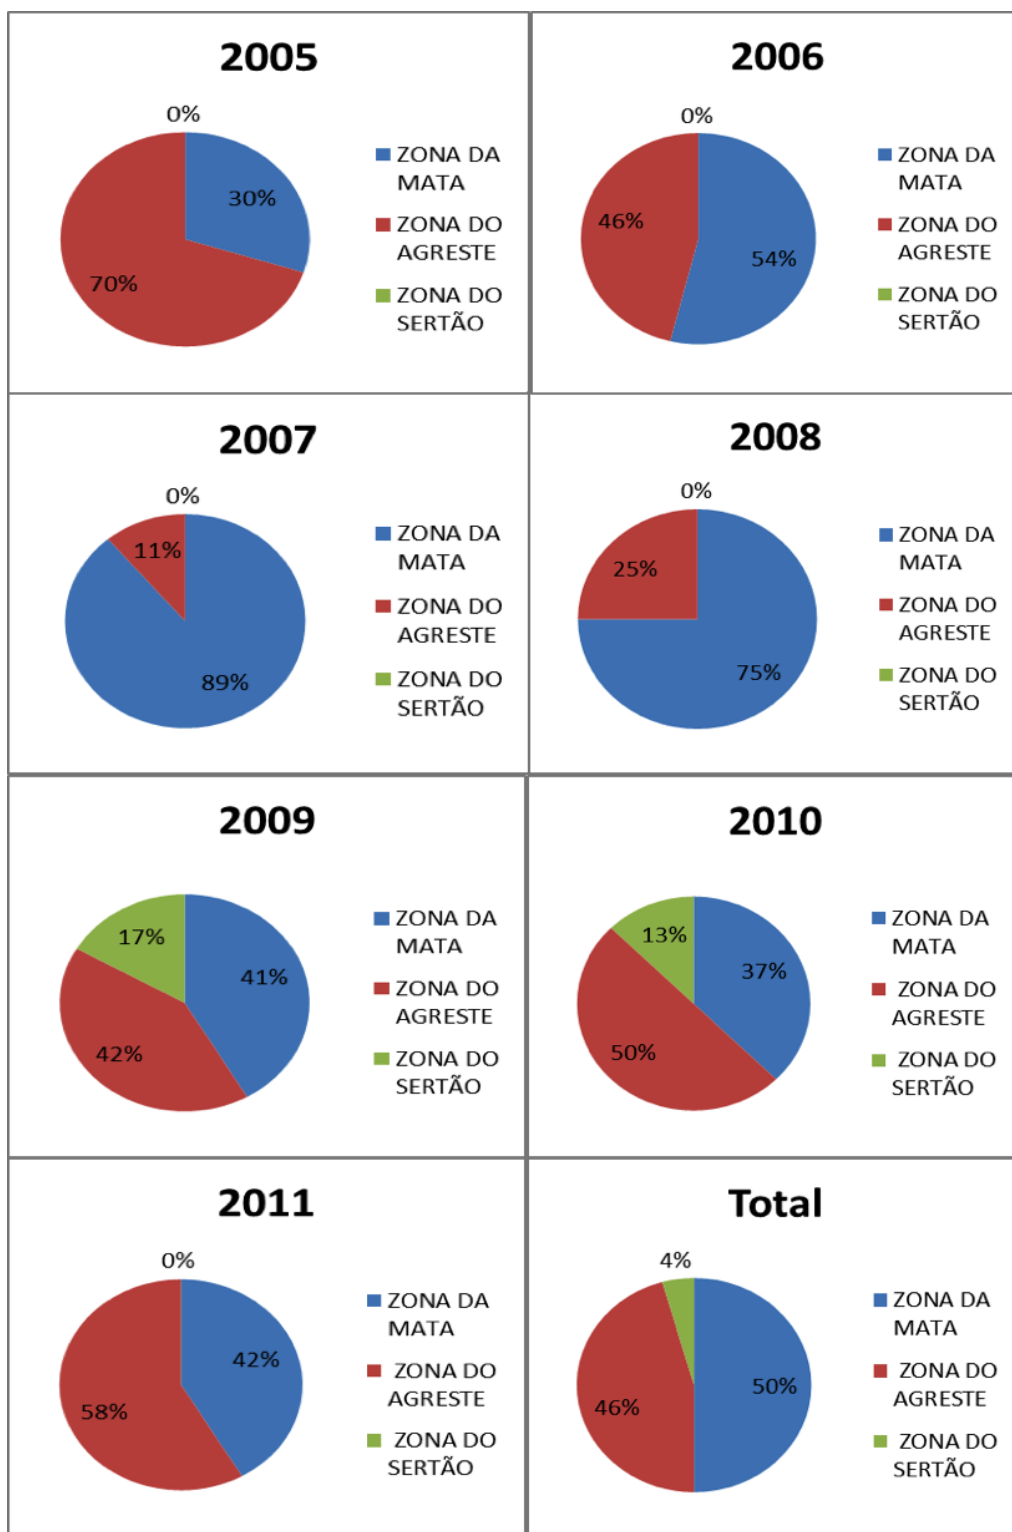 2005
0%
30%
70%
ZONA DA
MATA
ZONA DO
AGRESTE
ZONA DO
SERTÃO
2006
0%
46%
54%
ZONA DA
MATA
ZONA DO
AGRESTE
ZONA DO
SERTÃO
2007
0%
11%
89%
ZONA DA
MATA
ZONA DO
AGRESTE
ZONA DO
SERTÃO
2008
0%
25%
75%
ZONA DA
MATA
ZONA DO
AGRESTE
ZONA DO
SERTÃO
2009
17%
41%
42%
ZONA DA
MATA
ZONA DO
AGRESTE
ZONA DO
SERTÃO
2010
13%
37%
50%
ZONA DA
MATA
ZONA DO
AGRESTE
ZONA DO
SERTÃO
2011
0%
42%
58%
ZONA DA
MATA
ZONA DO
AGRESTE
ZONA DO
SERTÃO
Total
4%
50%
46%
ZONA DA
MATA
ZONA DO
AGRESTE
ZONA DO
SERTÃO